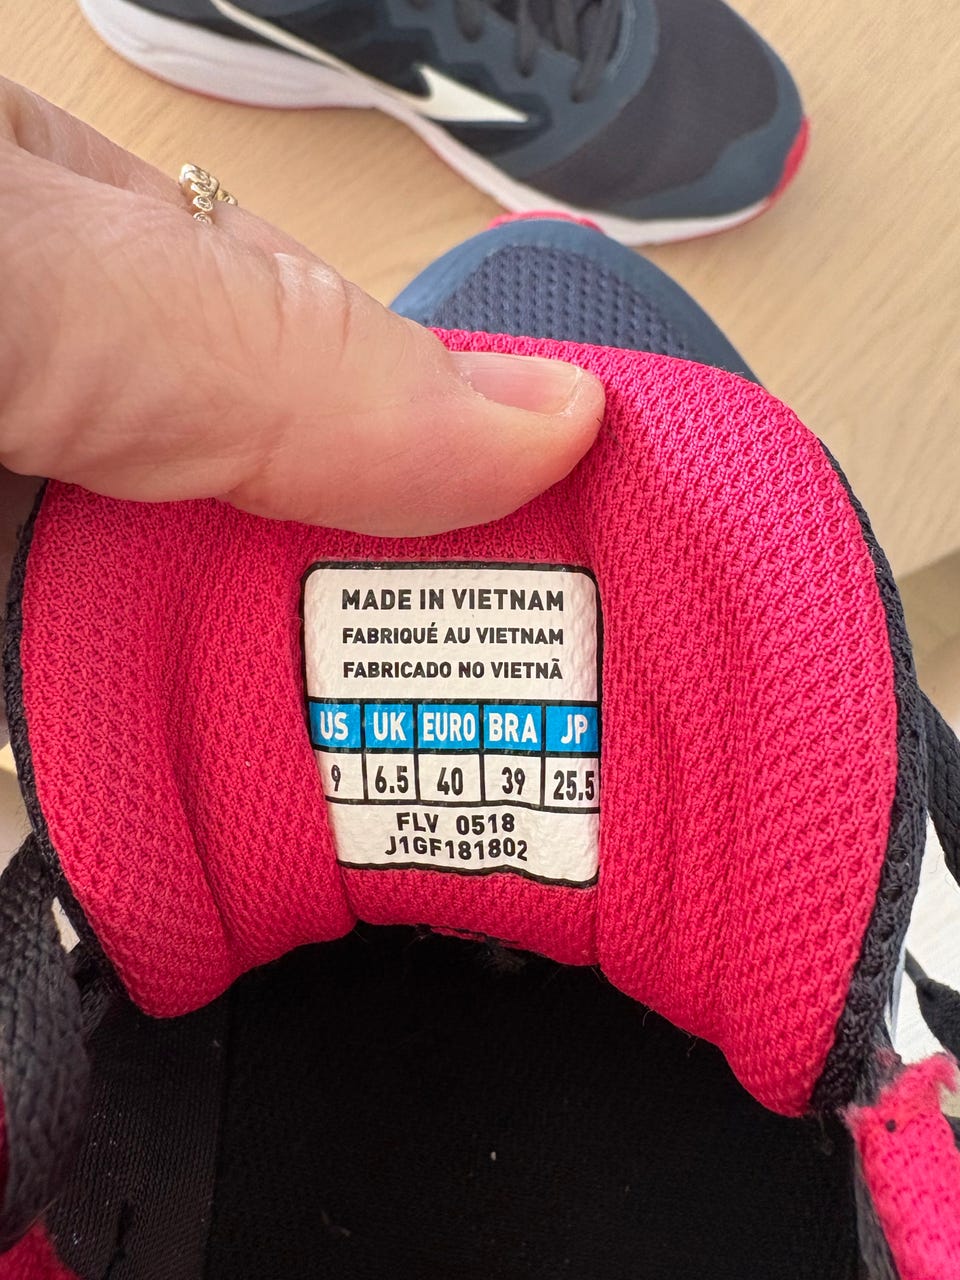 MADE IN VIETNAM
FABRIQUÉ AU VIETNAM
FABRICADO NO VIETNÃ
US UK EURO BRA JP
9 6.5 40 39 25.5
FLV 0518
J1GF181802